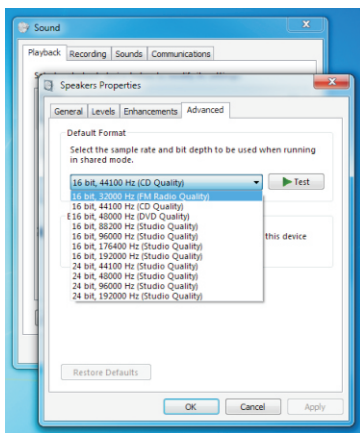 Sound
Playback Recording Sounds Communications
Speakers Properties
General Levels Enhancements Advanced
Default Format
Select the sample rate and bit depth to be used when running
in shared mode.
16 bit, 44100 Hz (CD Quality)
Test
16 bit, 32000 Hz (FM Radio Quality)
16 bit, 44100 Hz (CD Quality)
16 bit, 48000 Hz (DVD Quality)
16 bit, 88200 Hz (Studio Quality)
16 bit, 96000 Hz (Studio Quality)
this device
16 bit, 176400 Hz (Studio Quality)
16 bit, 192000 Hz (Studio Quality)
24 bit, 44100 Hz (Studio Quality)
24 bit, 48000 Hz (Studio Quality)
24 bit, 96000 Hz (Studio Quality)
24 bit, 192000 Hz (Studio Quality)
Restore Defaults
OK Cancel Apply